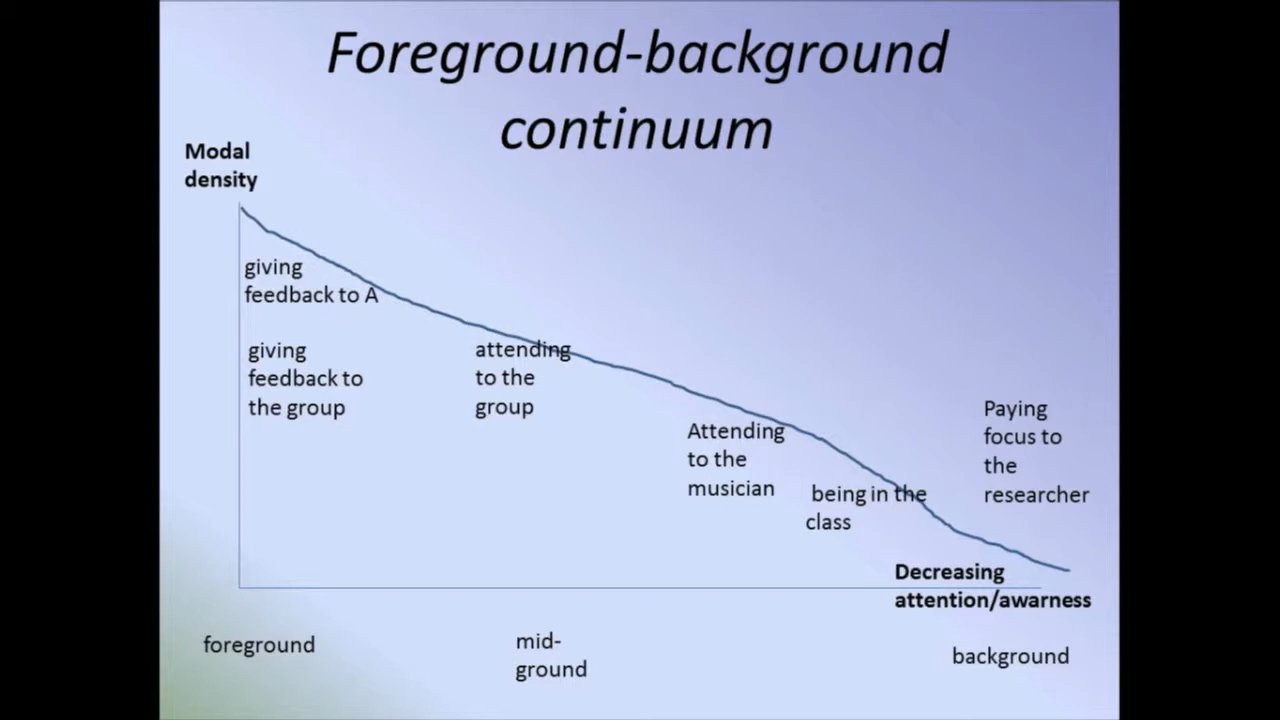 Foreground-background
continuum
Modal
density
giving
feedback to A
giving
feedback to
the group
attending
to the
group
Attending
to the
musician
being in the
class
Paying
focus to
the
researcher
Decreasing
attention/awarness
foreground
mid-
ground
background